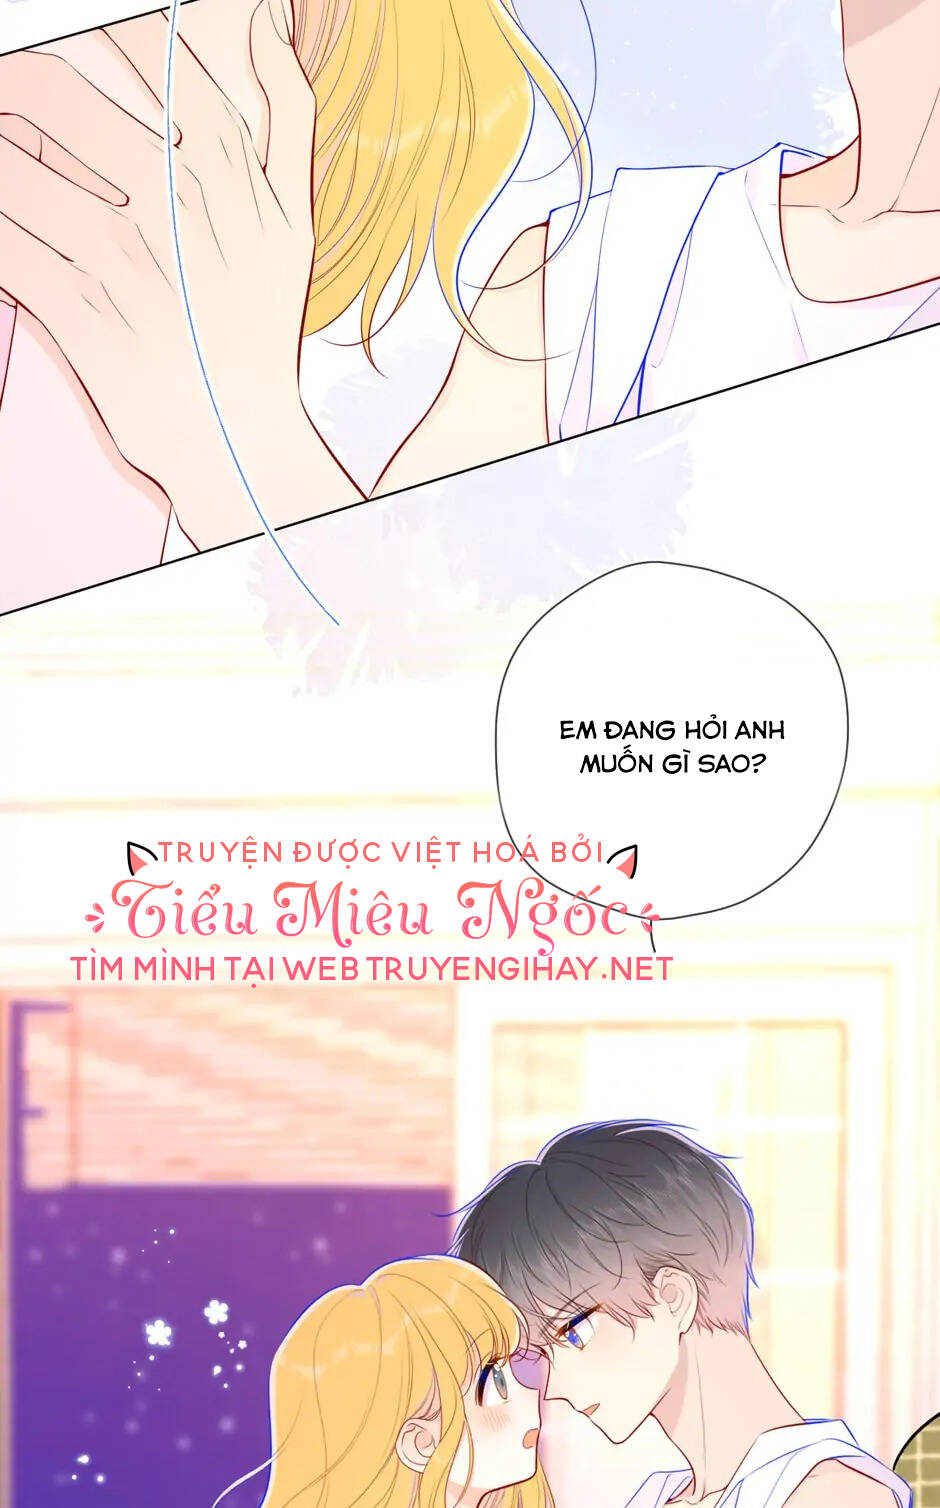 EM ĐANG HỎI ANH
MUỐN GÌ SAO?
TRUYỆN ĐƯỢC VIỆT HOÁ BỞI
Tiểu Miêu Ngốc
TÌM MÌNH TẠI WEB TRUYENGIHAY.NET